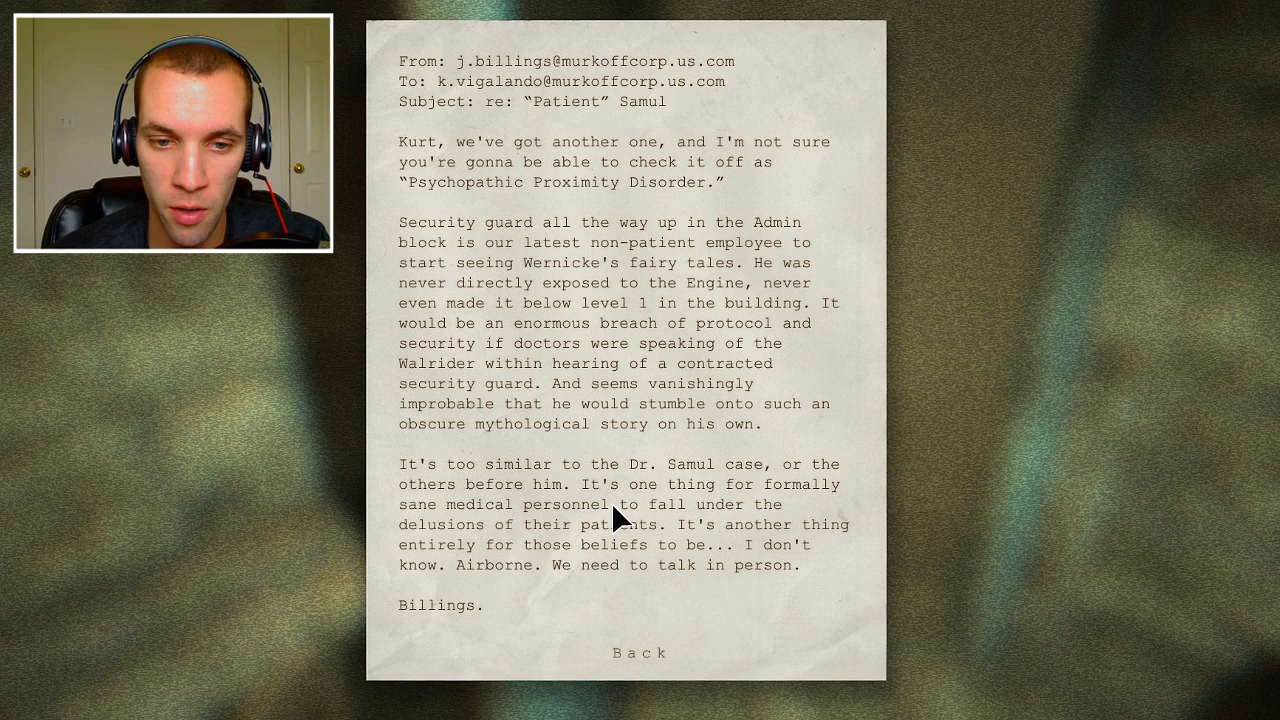 From: j.billings@murkoffcorp.us.com
To: k.vigalando@murkoffcorp.us.com
Subject: re: “Patient” Samul
Kurt, we've got another one, and I'm not sure
you're gonna be able to check it off as
“Psychopathic Proximity Disorder.”
Security guard all the way up in the Admin
block is our latest non-patient employee to
start seeing Wernicke's fairy tales. He was
never directly exposed to the Engine, never
even made it below level 1 in the building. It
would be an enormous breach of protocol and
security if doctors were speaking of the
Walrider within hearing of a contracted
security guard. And seems vanishingly
improbable that he would stumble onto such an
obscure mythological story on his own.
It's too similar to the Dr. Samul case, or the
others before him. It's one thing for formally
sane medical personnel to fall under the
delusions of their patients. It's another thing
entirely for those beliefs to be... I don't
know. Airborne. We need to talk in person.
Billings.
Back